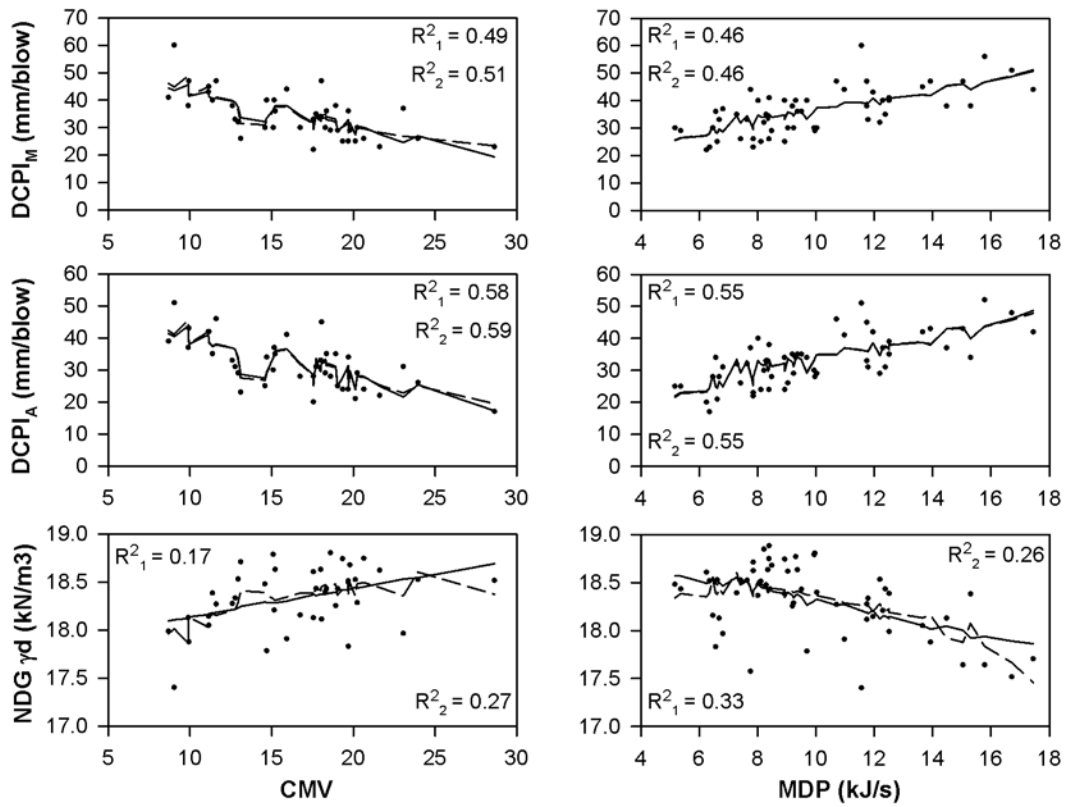 DCPI_M (mm/blow)
70
60
50
40
30
20
10
0
R²₁ = 0.49
R²₂ = 0.51
5 10 15 20 25 30
70
60
50
40
30
20
10
0
R²₁ = 0.46
R²₂ = 0.46
4 6 8 10 12 14 16 18
DCPI_A (mm/blow)
60
50
40
30
20
10
0
R²₁ = 0.58
R²₂ = 0.59
5 10 15 20 25 30
60
50
40
30
20
10
0
R²₁ = 0.55
R²₂ = 0.55
4 6 8 10 12 14 16 18
NDG γd (kN/m3)
19.0
18.5
18.0
17.5
17.0
R²₁ = 0.17
R²₂ = 0.27
5 10 15 20 25 30
CMV
19.0
18.5
18.0
17.5
17.0
R²₂ = 0.26
R²₁ = 0.33
4 6 8 10 12 14 16 18
MDP (kJ/s)